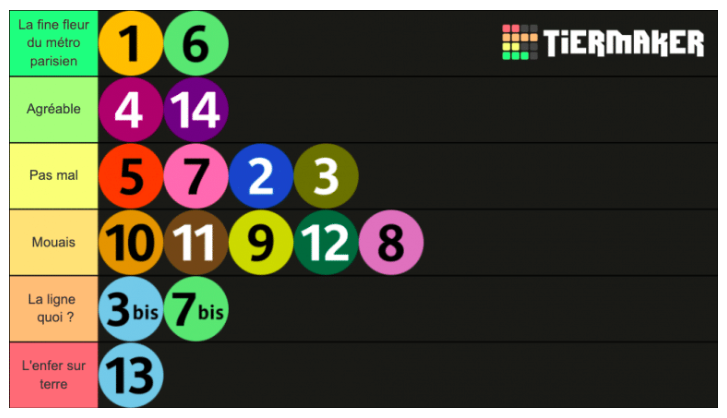 La fine fleur
du métro
parisien
1 6
TiERMAKER
Agréable
4 14
Pas mal
5 7 2 3
Mouais
10 11 9 12 8
La ligne
quoi ?
3bis 7bis
L'enfer sur
terre
13